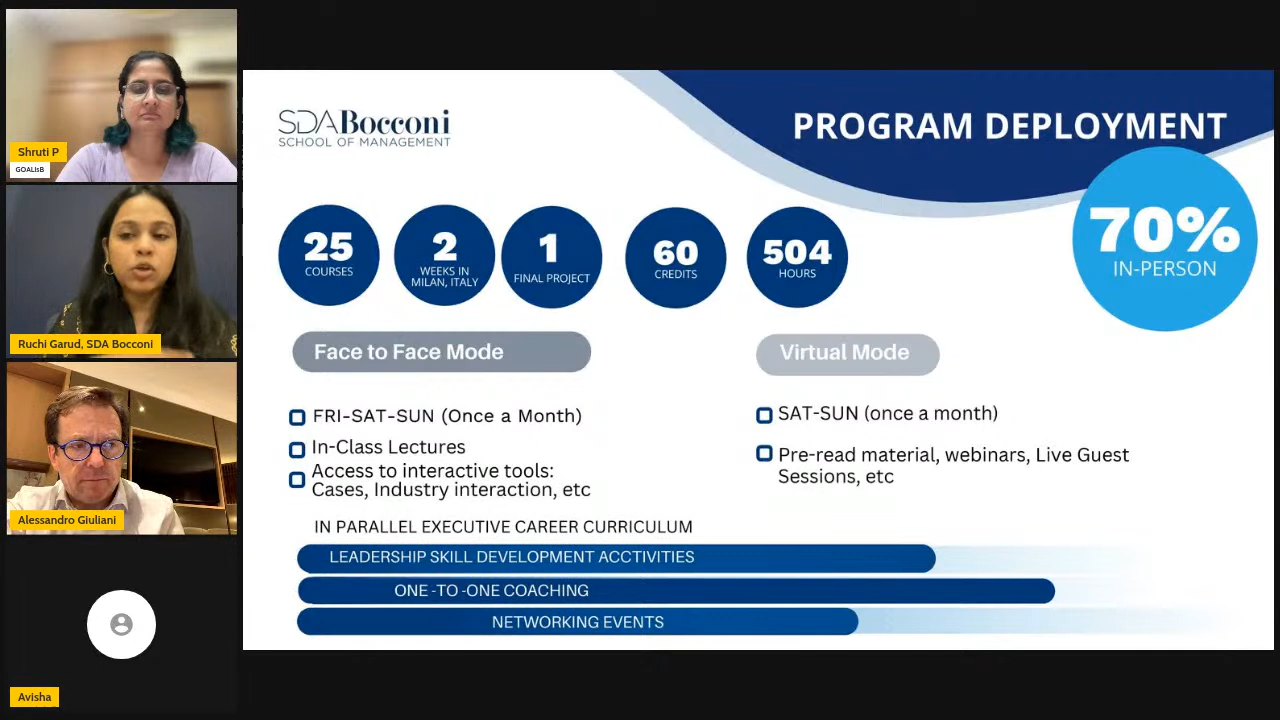 Shruti P
GOALisB
Ruchi Garud, SDA Bocconi
Alessandro Giuliani
Avisha
SDA Bocconi
SCHOOL OF MANAGEMENT
PROGRAM DEPLOYMENT
70%
IN-PERSON
25
COURSES
2
WEEKS IN
MILAN, ITALY
1
FINAL PROJECT
60
CREDITS
504
HOURS
Face to Face Mode
FRI-SAT-SUN (Once a Month)
In-Class Lectures
Access to interactive tools:
Cases, Industry interaction, etc
Virtual Mode
SAT-SUN (once a month)
Pre-read material, webinars, Live Guest
Sessions, etc
IN PARALLEL EXECUTIVE CAREER CURRICULUM
LEADERSHIP SKILL DEVELOPMENT ACCTIVITIES
ONE -TO -ONE COACHING
NETWORKING EVENTS